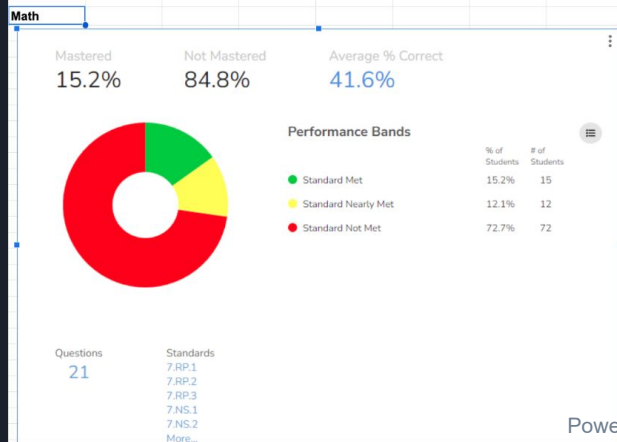 Math
Mastered Not Mastered Average % Correct
15.2% 84.8% 41.6%
Performance Bands
% of Students # of Students
Standard Met 15.2% 15
Standard Nearly Met 12.1% 12
Standard Not Met 72.7% 72
Questions
21
Standards
7.RP.1
7.RP.2
7.RP.3
7.NS.1
7.NS.2
More...
Powe